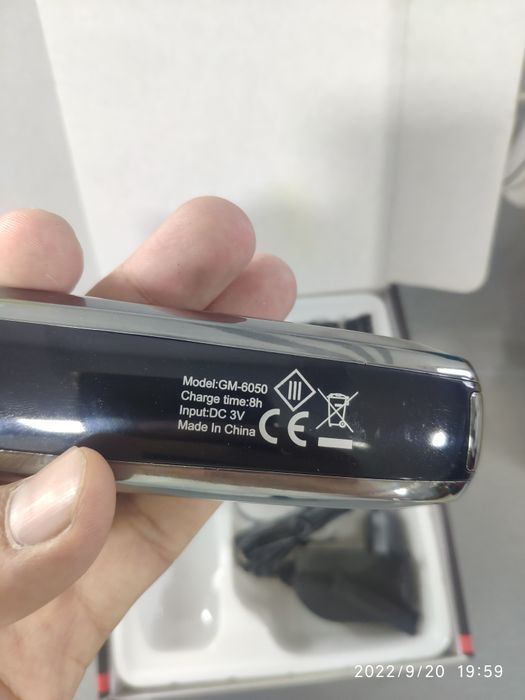 Model:GM-6050
Charge time:8h
Input:DC 3V
Made In China
CE
2022/9/20 19:59